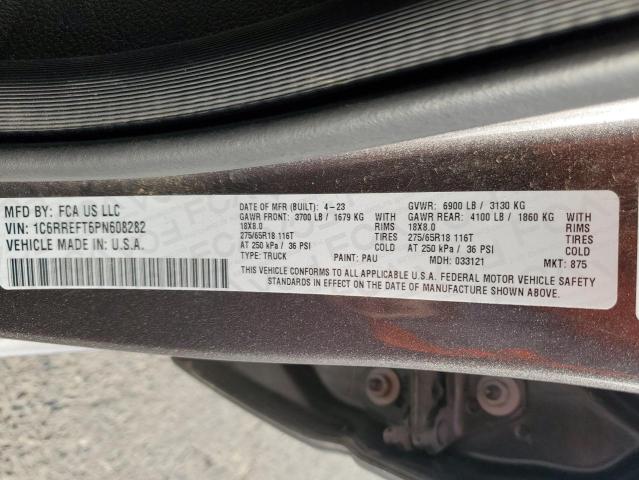 MFD BY: FCA US LLC
VIN: 1C6RREFT6PN608282
VEHICLE MADE IN U.S.A.
DATE OF MFR (BUILT): 4-23 GVWR: 6900 LB / 3130 KG
GAWR FRONT: 3700 LB / 1679 KG WITH GAWR REAR: 4100 LB / 1860 KG WITH
18X8.0 RIMS 18X8.0 RIMS
275/65R18 116T TIRES 275/65R18 116T TIRES
AT 250 kPa / 36 PSI COLD AT 250 kPa / 36 PSI COLD
TYPE: TRUCK PAINT: PAU MDH: 033121 MKT: 875
THIS VEHICLE CONFORMS TO ALL APPLICABLE U.S.A. FEDERAL MOTOR VEHICLE SAFETY
STANDARDS IN EFFECT ON THE DATE OF MANUFACTURE SHOWN ABOVE.